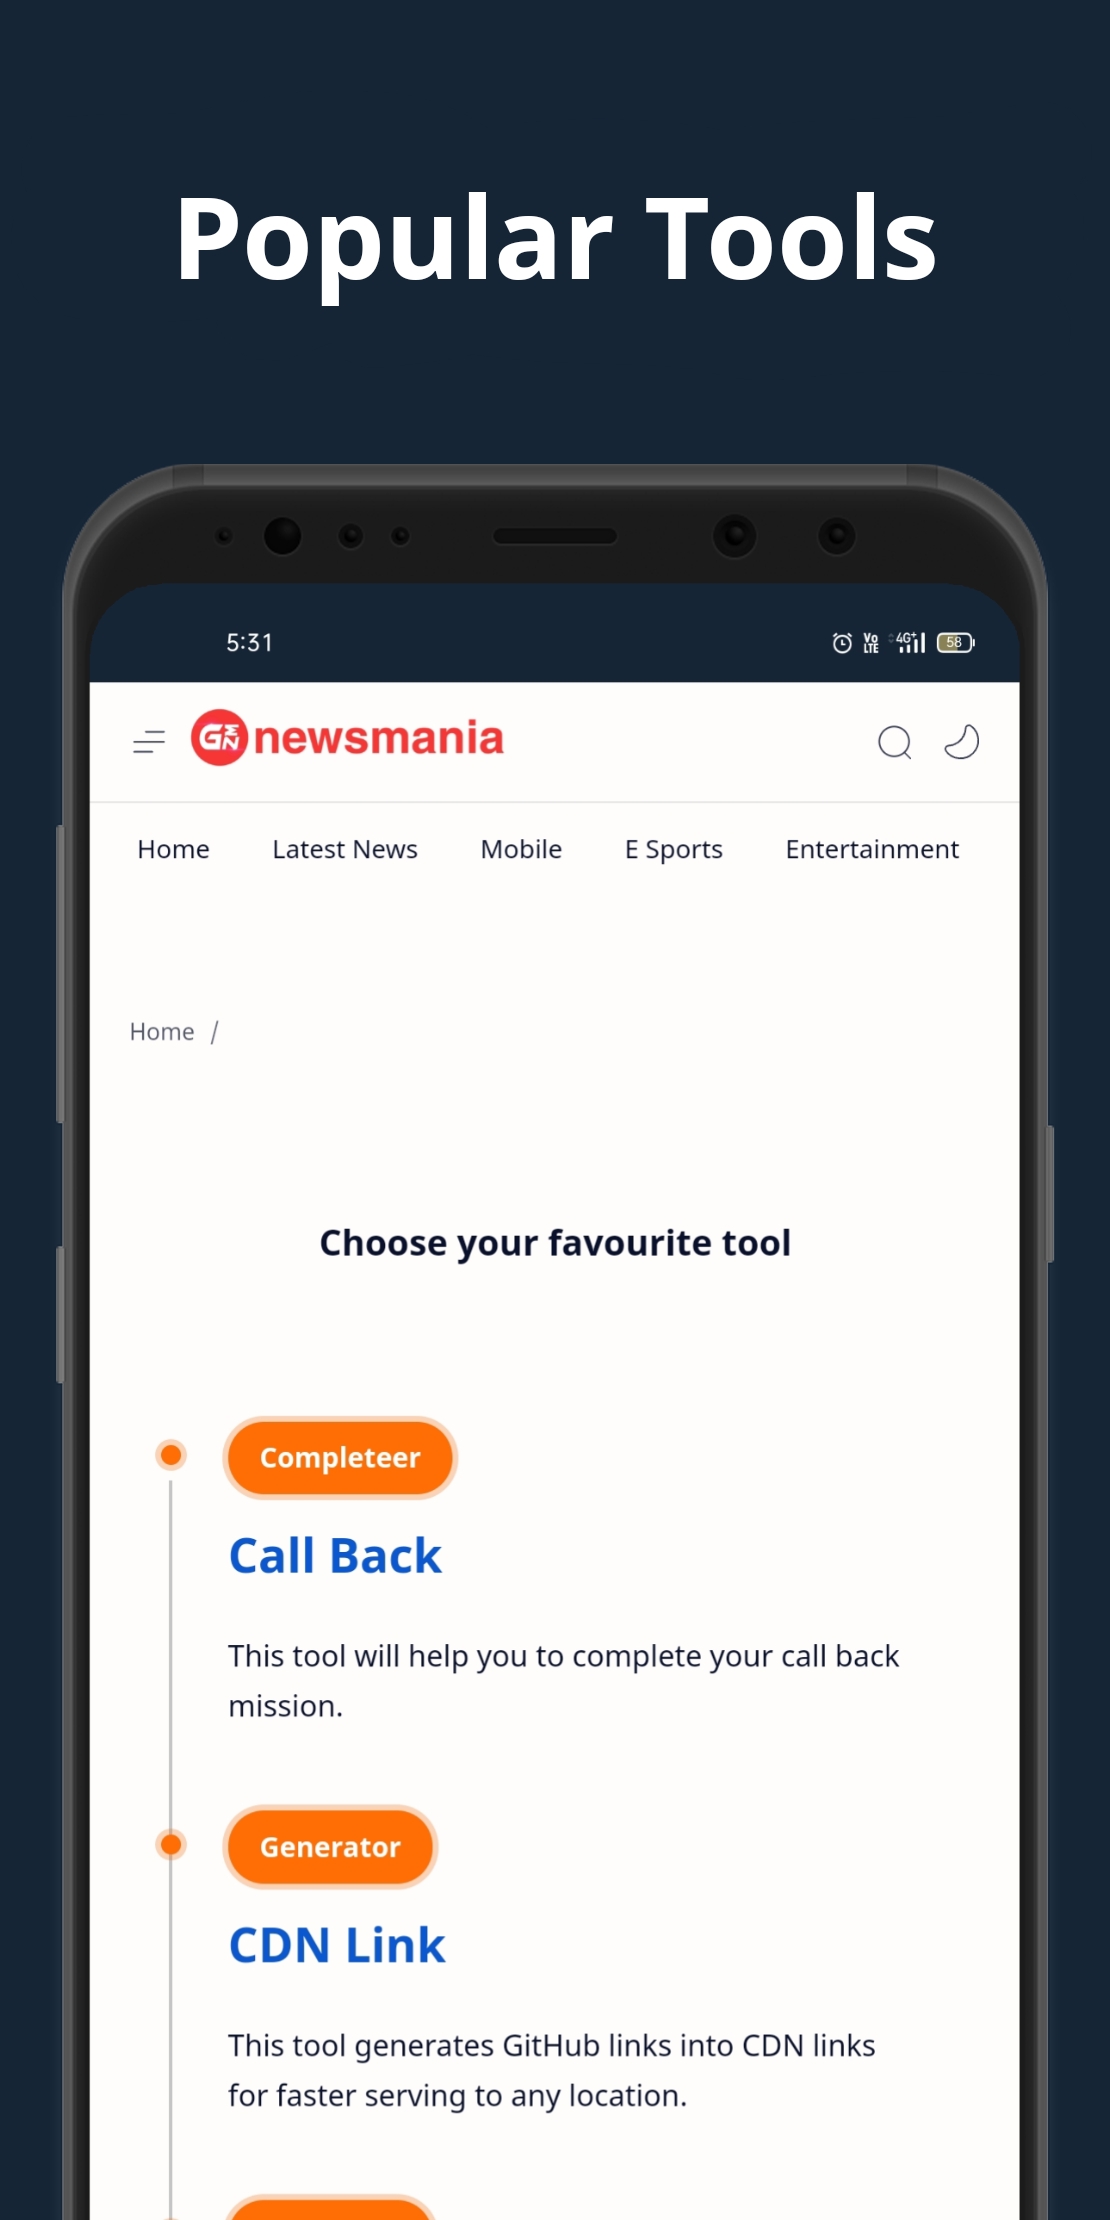 Popular Tools
5:31
Vo LTE 4G+ 58
GEN newsmania
Home Latest News Mobile E Sports Entertainment
Home /
Choose your favourite tool
Completeer
Call Back
This tool will help you to complete your call back
mission.
Generator
CDN Link
This tool generates GitHub links into CDN links
for faster serving to any location.